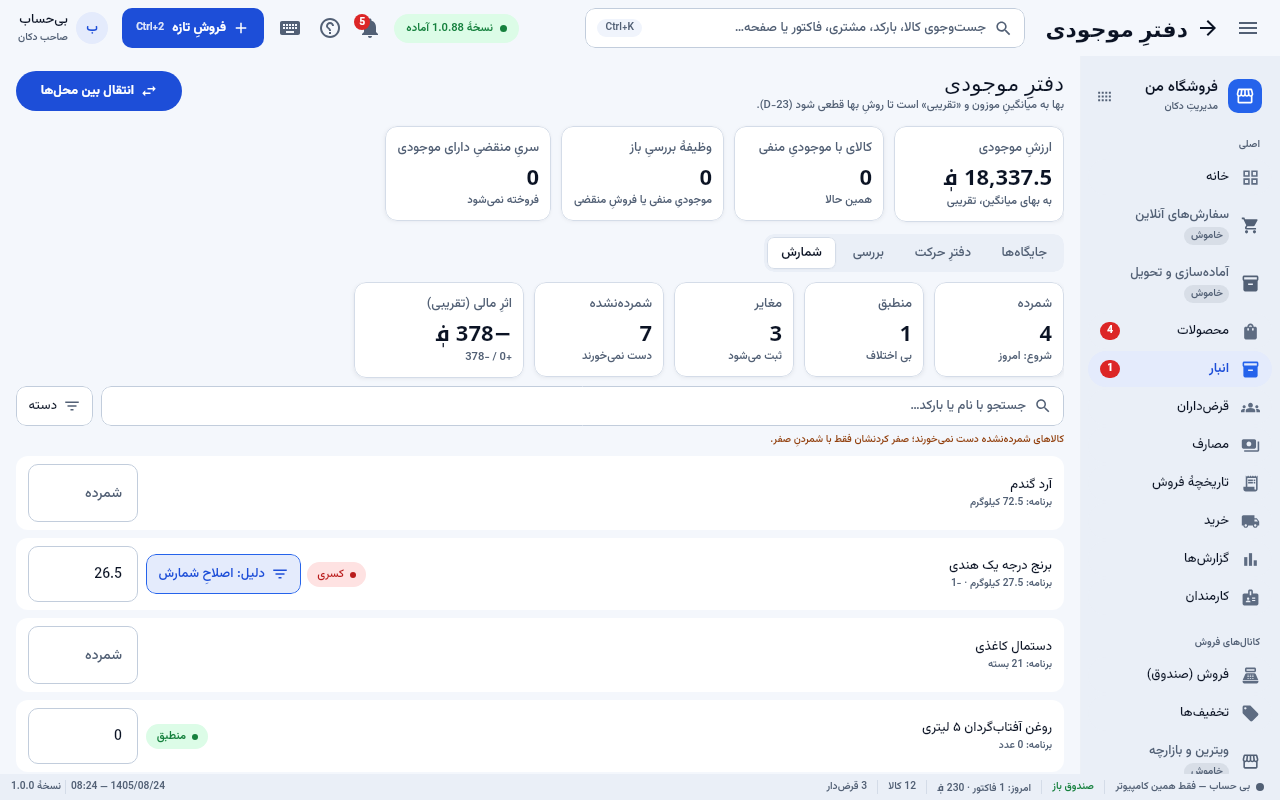 دفترِ موجودی
جست‌وجوی کالا، بارکد، مشتری، فاکتور یا صفحه…
Ctrl+K
نسخهٔ 1.0.88 آماده
5
فروشِ تازه
Ctrl+2
ب
بی‌حساب
صاحب دکان
فروشگاه من
مدیریتِ دکان
اصلی
خانه
سفارش‌های آنلاین
خاموش
آماده‌سازی و تحویل
خاموش
محصولات
4
انبار
1
قرض‌داران
مصارف
تاریخچهٔ فروش
خرید
گزارش‌ها
کارمندان
کانال‌های فروش
فروش (صندوق)
تخفیف‌ها
ویترین و بازارچه
خاموش
دفترِ موجودی
بها به میانگینِ موزون و «تقریبی» است تا روشِ بها قطعی شود (D-23).
انتقال بین محل‌ها
ارزشِ موجودی
18,337.5 ؋
به بهای میانگین، تقریبی
کالای با موجودیِ منفی
0
همین حالا
وظیفهٔ بررسیِ باز
0
موجودیِ منفی یا فروشِ منقضی
سریِ منقضیِ دارای موجودی
0
فروخته نمی‌شود
جایگاه‌ها
دفترِ حرکت
بررسی
شمارش
شمرده
4
شروع: امروز
منطبق
1
بی اختلاف
مغایر
3
ثبت می‌شود
شمرده‌نشده
7
دست نمی‌خورند
اثرِ مالی (تقریبی)
−378 ؋
+0 / -378
جستجو با نام یا بارکد…
دسته
کالاهای شمرده‌نشده دست نمی‌خورند؛ صفر کردنشان فقط با شمردنِ صفر.
آرد گندم
برنامه: 72.5 کیلوگرم
شمرده
برنج درجه یک هندی
برنامه: 27.5 کیلوگرم · -1
کسری
دلیل: اصلاحِ شمارش
26.5
دستمال کاغذی
برنامه: 21 بسته
شمرده
روغن آفتاب‌گردان ۵ لیتری
برنامه: 0 عدد
منطبق
0
بی حساب — فقط همین کامپیوتر
صندوق باز
امروز: 1 فاکتور · 230 ؋
12 کالا
3 قرض‌دار
1405/08/24 — 08:24
نسخهٔ 1.0.0